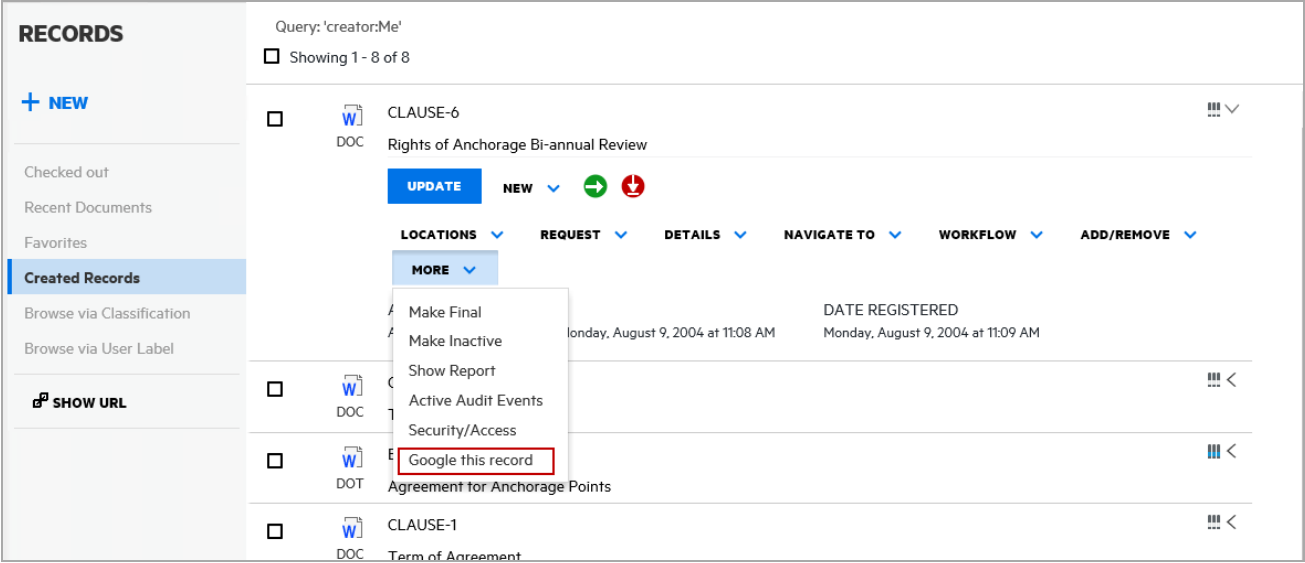 RECORDS
+ NEW
Checked out
Recent Documents
Favorites
Created Records
Browse via Classification
Browse via User Label
SHOW URL
Query: 'creator:Me'
Showing 1 - 8 of 8
W
DOC
CLAUSE-6
Rights of Anchorage Bi-annual Review
UPDATE NEW
LOCATIONS REQUEST DETAILS NAVIGATE TO WORKFLOW ADD/REMOVE
MORE
Make Final
Make Inactive
Show Report
Active Audit Events
Security/Access
Google this record
DATE REGISTERED
August 9, 2004 at 11:08 AM
Monday, August 9, 2004 at 11:09 AM
W
DOC
W
DOT
Agreement for Anchorage Points
W
DOC
CLAUSE-1
Term of Agreement